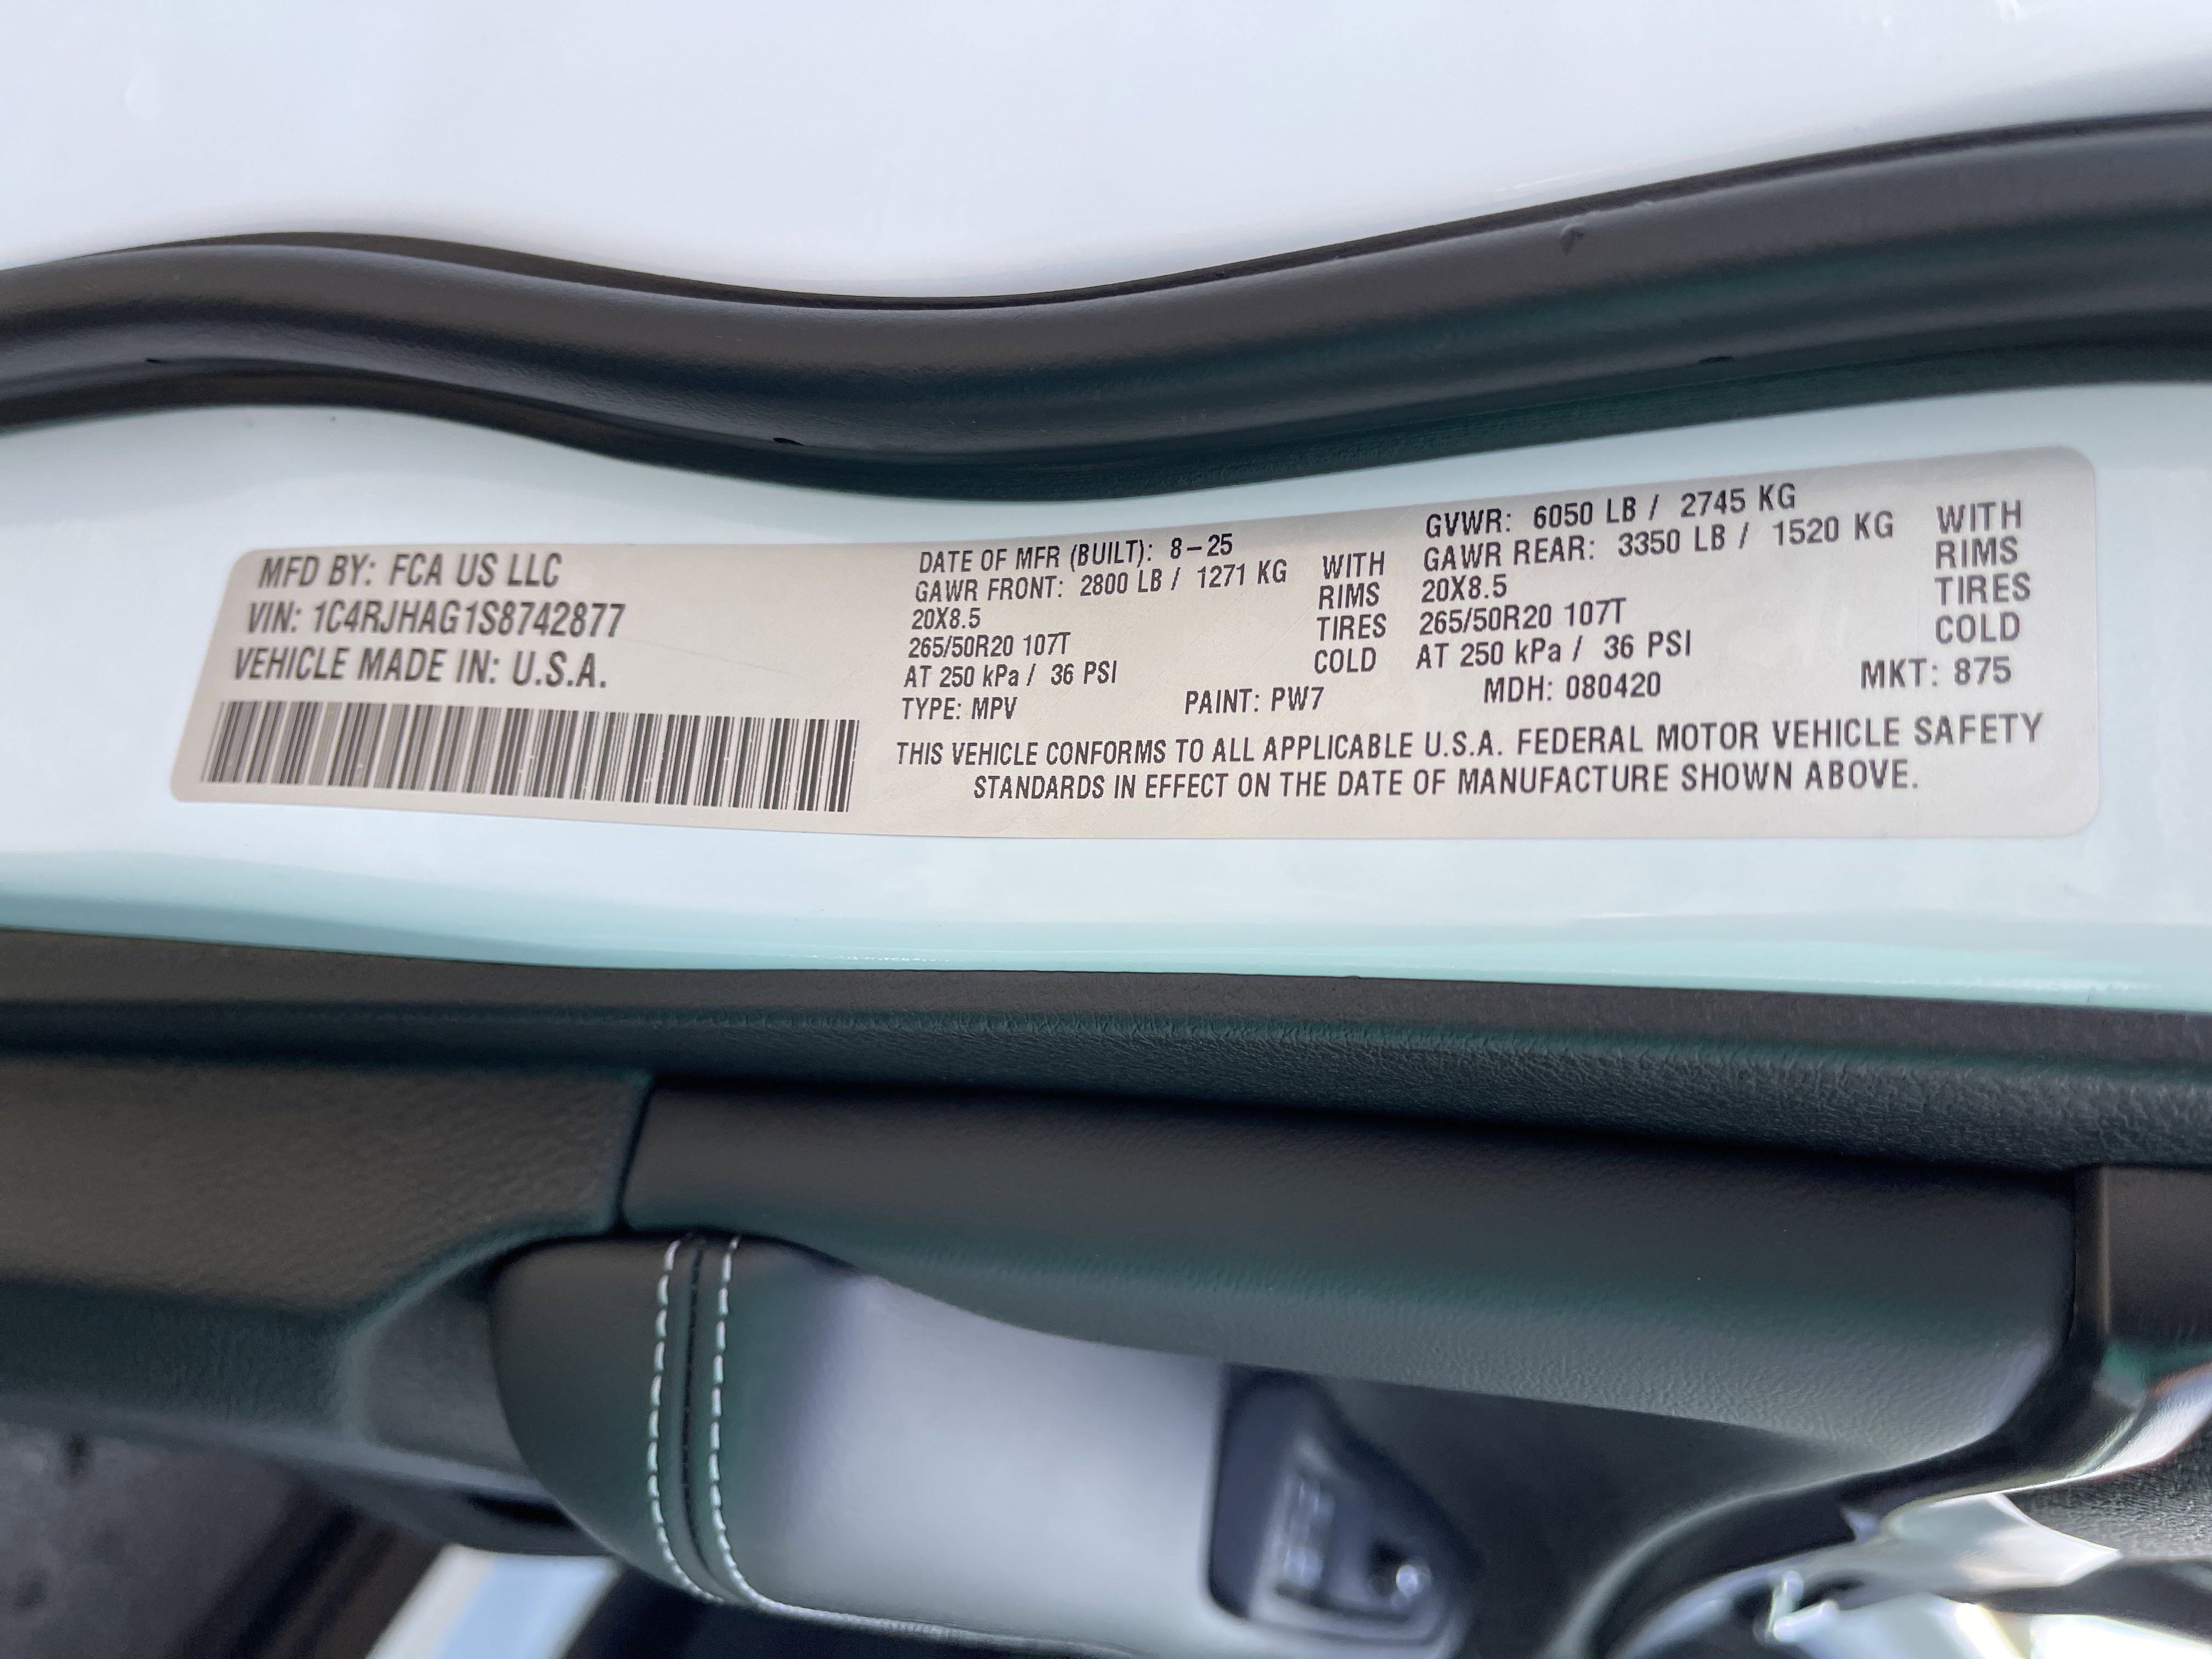 MFD BY: FCA US LLC
VIN: 1C4RJHAG1S8742877
VEHICLE MADE IN: U.S.A.
DATE OF MFR (BUILT): 8-25
GAWR FRONT: 2800 LB / 1271 KG WITH
20X8.5 RIMS
265/50R20 107T TIRES
AT 250 kPa / 36 PSI COLD
GVWR: 6050 LB / 2745 KG
GAWR REAR: 3350 LB / 1520 KG WITH
20X8.5 RIMS
265/50R20 107T TIRES
AT 250 kPa / 36 PSI COLD
TYPE: MPV PAINT: PW7 MDH: 080420 MKT: 875
THIS VEHICLE CONFORMS TO ALL APPLICABLE U.S.A. FEDERAL MOTOR VEHICLE SAFETY
STANDARDS IN EFFECT ON THE DATE OF MANUFACTURE SHOWN ABOVE.